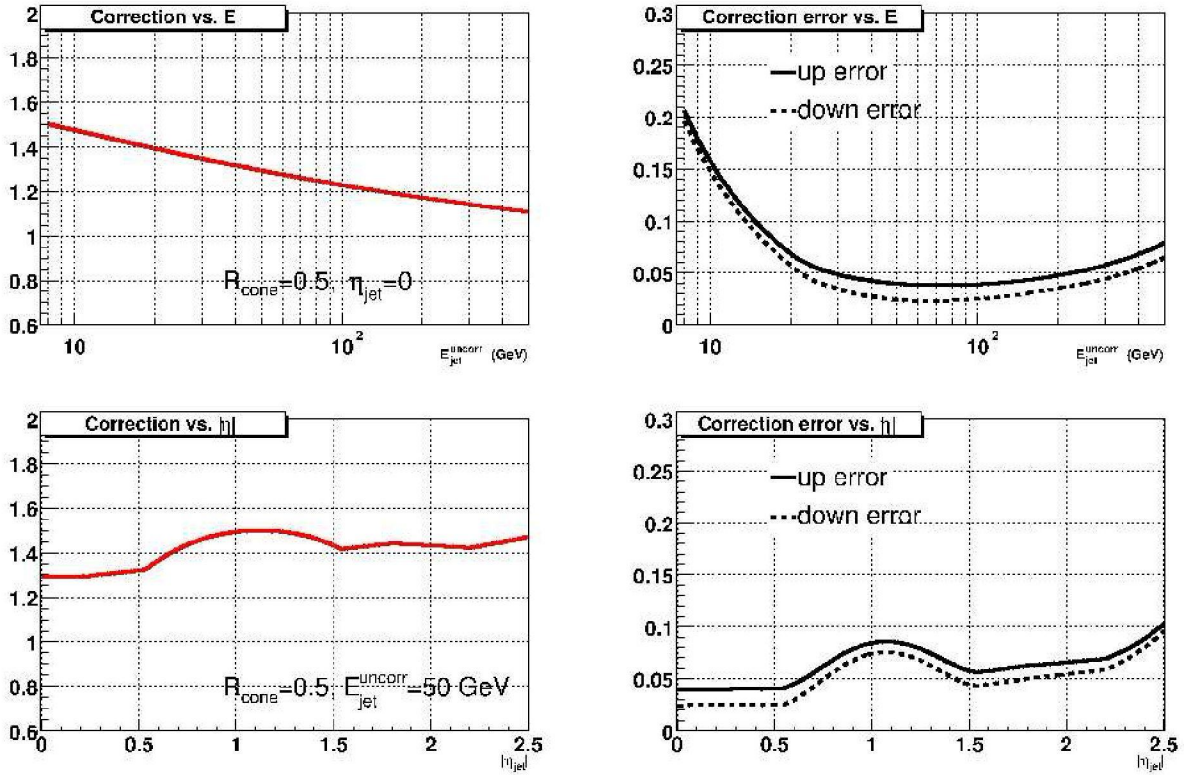 Correction vs. E
2
1.8
1.6
1.4
1.2
1
0.8
0.6
R_cone=0.5, η_jet=0
10
10²
E_jet^uncorr (GeV)
Correction error vs. E
0.3
0.25
0.2
0.15
0.1
0.05
0
up error
down error
10
10²
E_jet^uncorr (GeV)
Correction vs. |η|
2
1.8
1.6
1.4
1.2
1
0.8
0.6
R_cone=0.5, E_jet^uncorr=50 GeV
0 0.5 1 1.5 2 2.5
|η_jet|
Correction error vs. |η|
0.3
0.25
0.2
0.15
0.1
0.05
0
up error
down error
0 0.5 1 1.5 2 2.5
|η_jet|